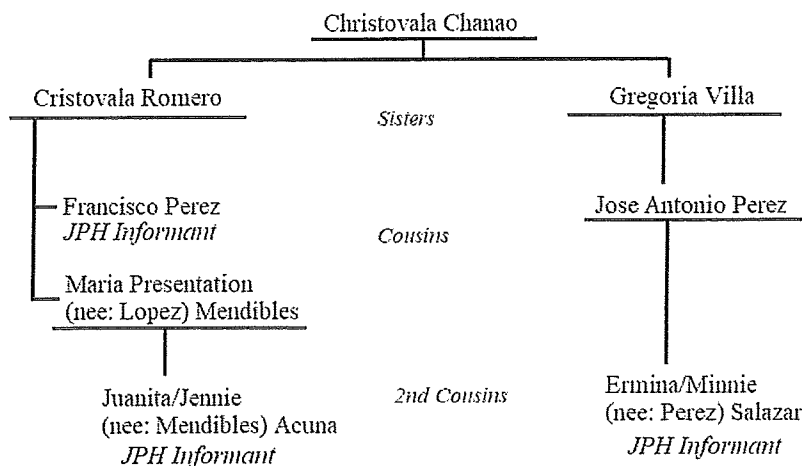 Christovala Chanao
Cristovala Romero
Sisters
Gregoria Villa
Francisco Perez
JPH Informant
Cousins
Jose Antonio Perez
Maria Presentation
(nee: Lopez) Mendibles
Juanita/Jennie
(nee: Mendibles) Acuna
JPH Informant
2nd Cousins
Ermina/Minnie
(nee: Perez) Salazar
JPH Informant